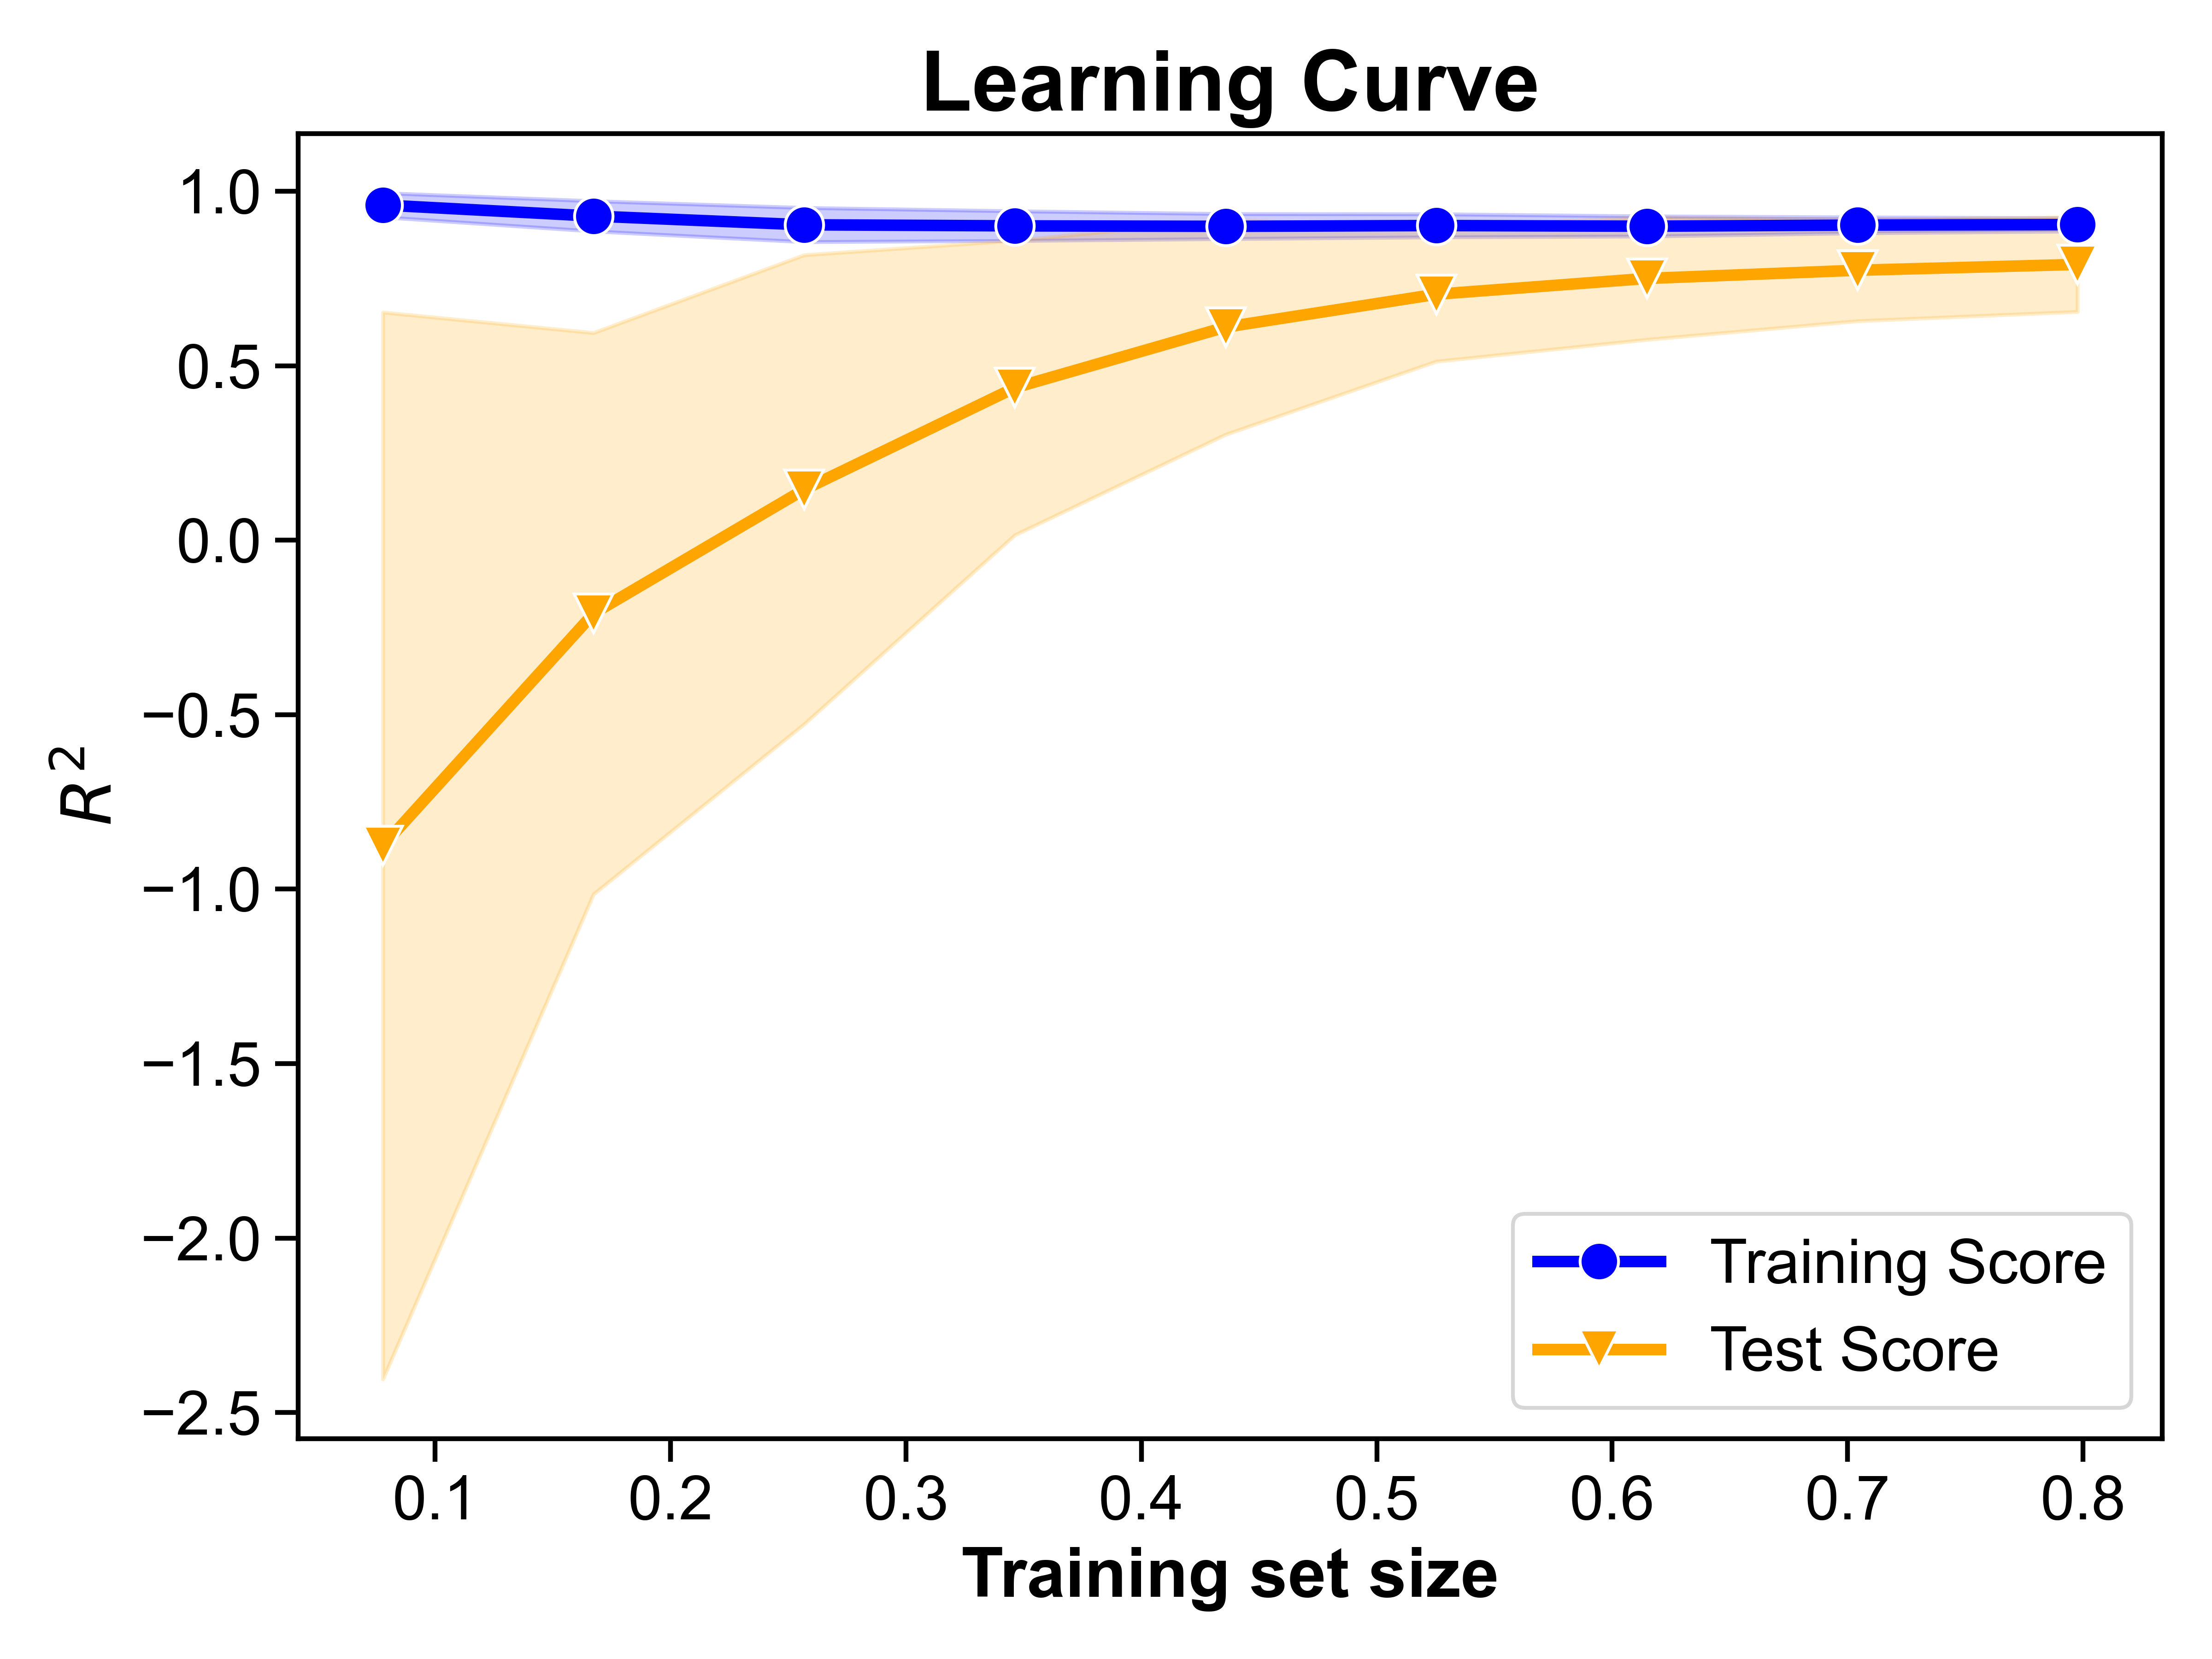 Learning Curve
1.0
0.5
0.0
−0.5
−1.0
−1.5
−2.0
−2.5
R²
Training Score
Test Score
0.1 0.2 0.3 0.4 0.5 0.6 0.7 0.8
Training set size